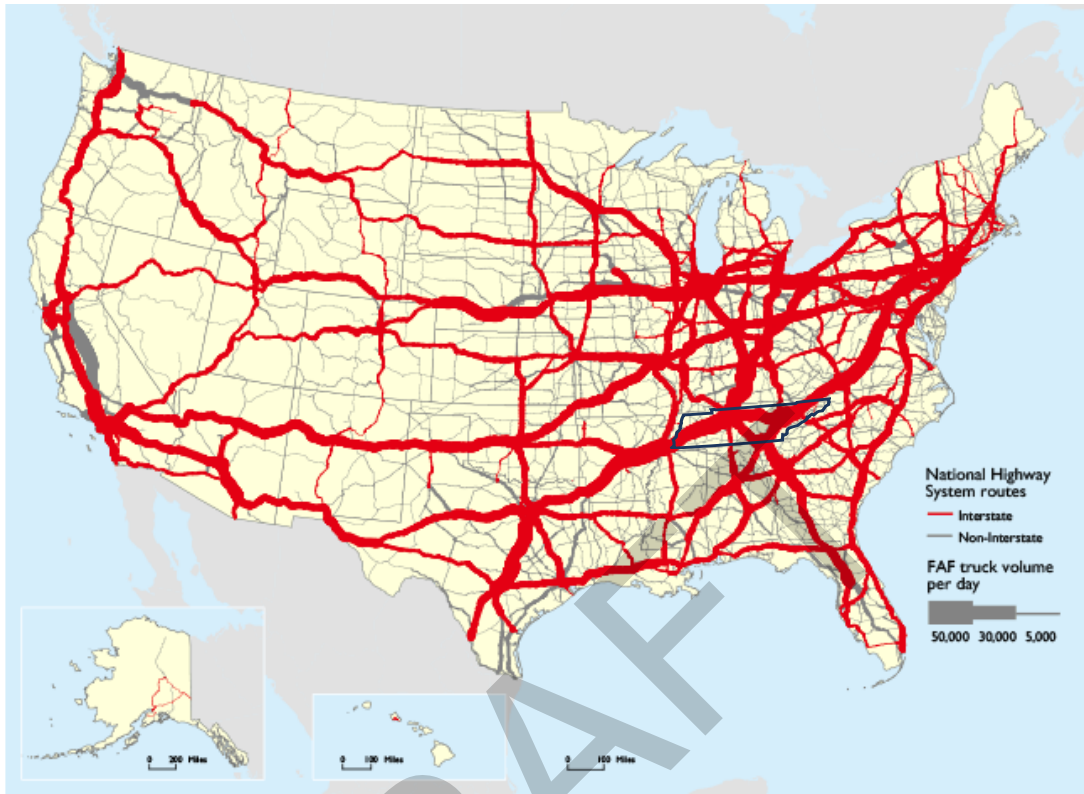 National Highway
System routes
Interstate
Non-Interstate
FAF truck volume
per day
50,000 30,000 5,000
0 200 Miles
0 100 Miles
0 100 Miles